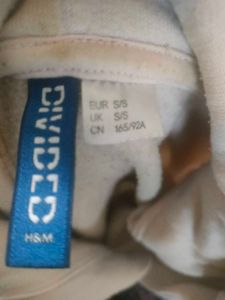 DIVIDED
H&M
EUR S/S
UK S/S
CN 165/92A